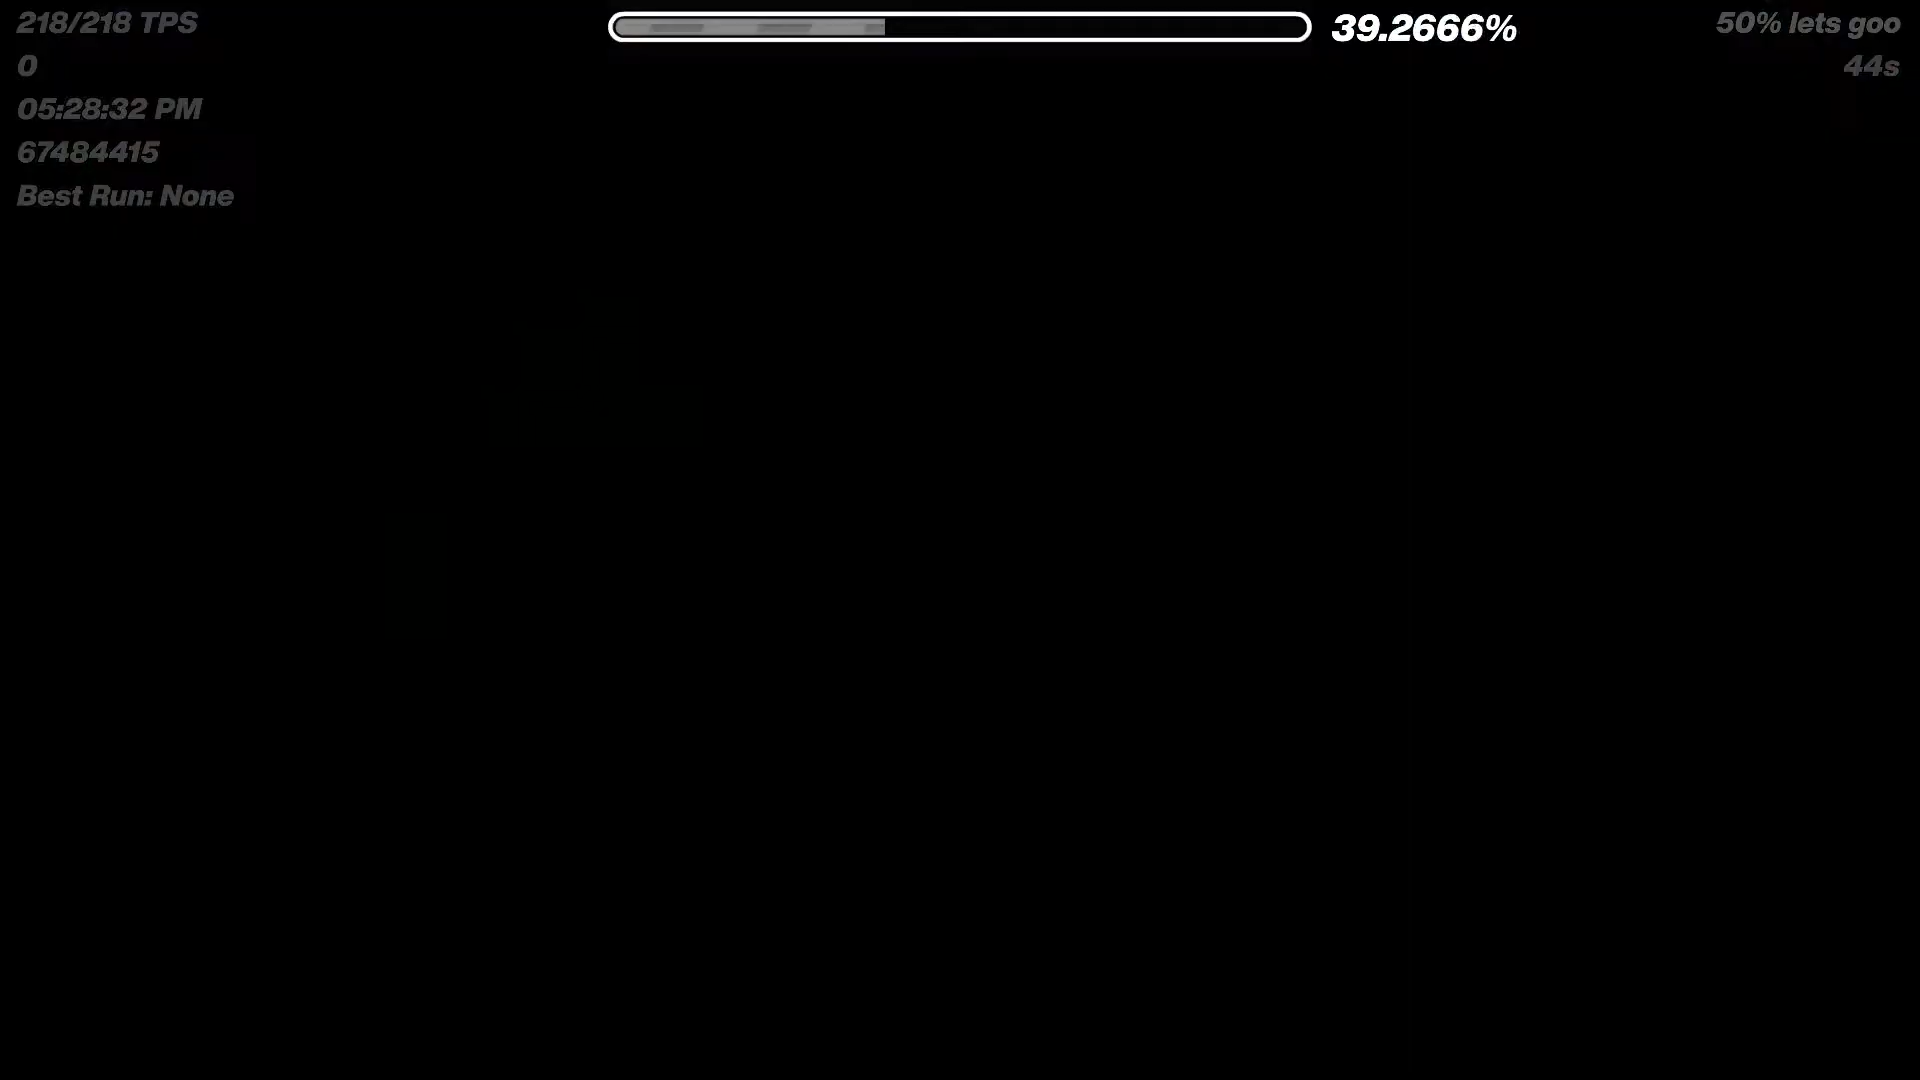 218/218 TPS
0
05:28:32 PM
67484415
Best Run: None
39.2666%
50% lets goo
44s